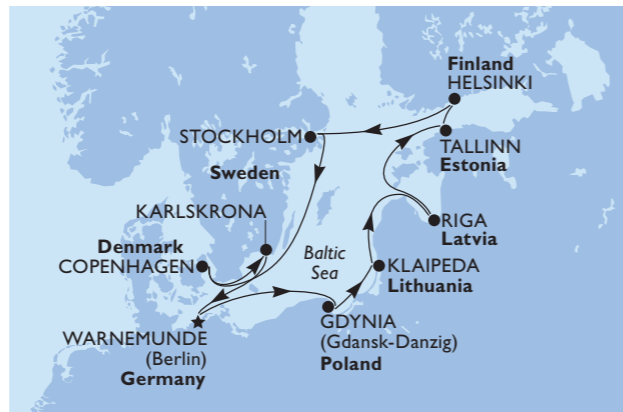 Finland
HELSINKI
STOCKHOLM
TALLINN
Estonia
Sweden
KARLSKRONA
RIGA
Latvia
Denmark
COPENHAGEN
Baltic
Sea
KLAIPEDA
Lithuania
GDYNIA
(Gdansk-Danzig)
Poland
WARNEMUNDE
(Berlin)
Germany